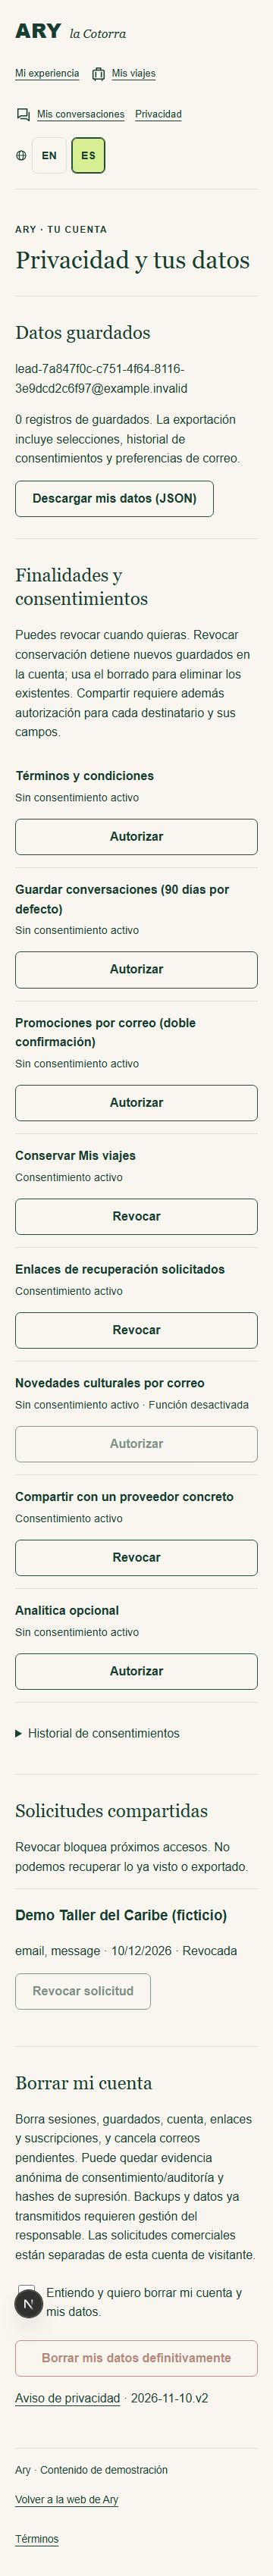 ARY la Cotorra
Mi experiencia Mis viajes
Mis conversaciones Privacidad
EN ES
ARY · TU CUENTA
Privacidad y tus datos
Datos guardados
lead-7a847f0c-c751-4f64-8116-
3e9dcd2c6f97@example.invalid
0 registros de guardados. La exportación
incluye selecciones, historial de
consentimientos y preferencias de correo.
Descargar mis datos (JSON)
Finalidades y
consentimientos
Puedes revocar cuando quieras. Revocar
conservación detiene nuevos guardados en
la cuenta; usa el borrado para eliminar los
existentes. Compartir requiere además
autorización para cada destinatario y sus
campos.
Términos y condiciones
Sin consentimiento activo
Autorizar
Guardar conversaciones (90 días por
defecto)
Sin consentimiento activo
Autorizar
Promociones por correo (doble
confirmación)
Sin consentimiento activo
Autorizar
Conservar Mis viajes
Consentimiento activo
Revocar
Enlaces de recuperación solicitados
Consentimiento activo
Revocar
Novedades culturales por correo
Sin consentimiento activo · Función desactivada
Autorizar
Compartir con un proveedor concreto
Consentimiento activo
Revocar
Analítica opcional
Sin consentimiento activo
Autorizar
Historial de consentimientos
Solicitudes compartidas
Revocar bloquea próximos accesos. No
podemos recuperar lo ya visto o exportado.
Demo Taller del Caribe (ficticio)
email, message · 10/12/2026 · Revocada
Revocar solicitud
Borrar mi cuenta
Borra sesiones, guardados, cuenta, enlaces
y suscripciones, y cancela correos
pendientes. Puede quedar evidencia
anónima de consentimiento/auditoría y
hashes de supresión. Backups y datos ya
transmitidos requieren gestión del
responsable. Las solicitudes comerciales
están separadas de esta cuenta de visitante.
N Entiendo y quiero borrar mi cuenta y
mis datos.
Borrar mis datos definitivamente
Aviso de privacidad · 2026-11-10.v2
Ary · Contenido de demostración
Volver a la web de Ary
Términos